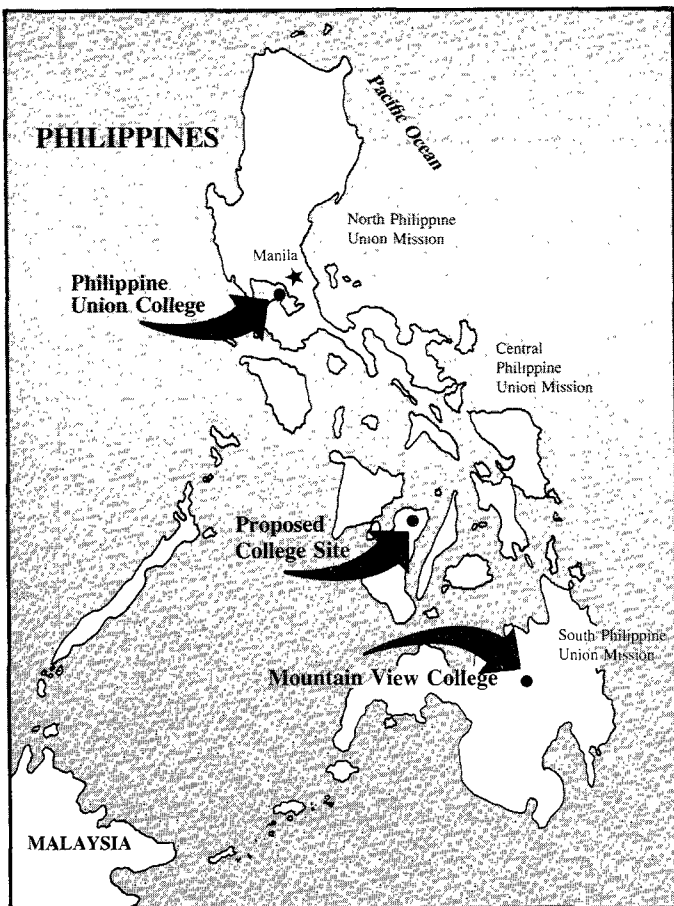 PHILIPPINES
Pacific Ocean
North Philippine
Union Mission
Manila
Philippine
Union College
Central
Philippine
Union Mission
Proposed
College Site
South Philippine
Union Mission
Mountain View College
MALAYSIA